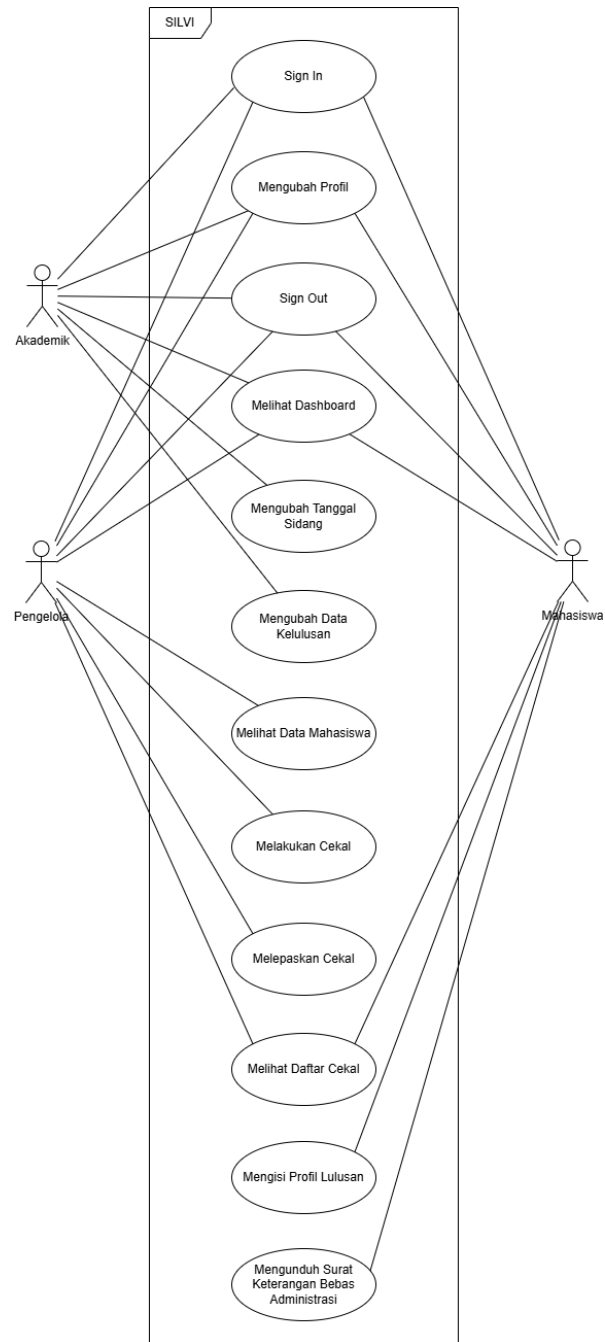 SILVI
Sign In
Mengubah Profil
Sign Out
Akademik
Melihat Dashboard
Mengubah Tanggal
Sidang
Pengelola
Mahasiswa
Mengubah Data
Kelulusan
Melihat Data Mahasiswa
Melakukan Cekal
Melepaskan Cekal
Melihat Daftar Cekal
Mengisi Profil Lulusan
Mengunduh Surat
Keterangan Bebas
Administrasi